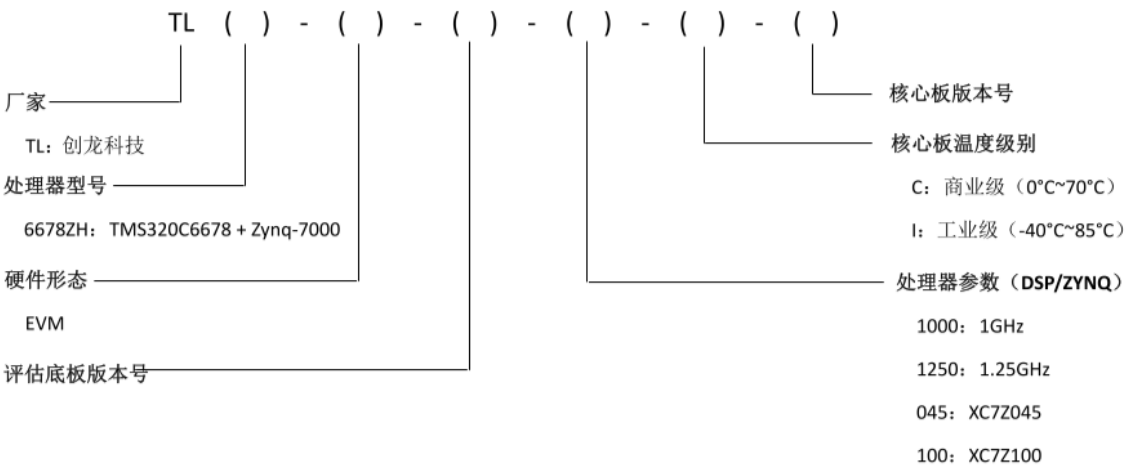 TL ( ) - ( ) - ( ) - ( ) - ( ) - ( )
厂家
TL：创龙科技
处理器型号
6678ZH：TMS320C6678 + Zynq-7000
硬件形态
EVM
评估底板版本号
核心板版本号
核心板温度级别
C：商业级（0°C~70°C）
I：工业级（-40°C~85°C）
处理器参数（DSP/ZYNQ）
1000：1GHz
1250：1.25GHz
045：XC7Z045
100：XC7Z100